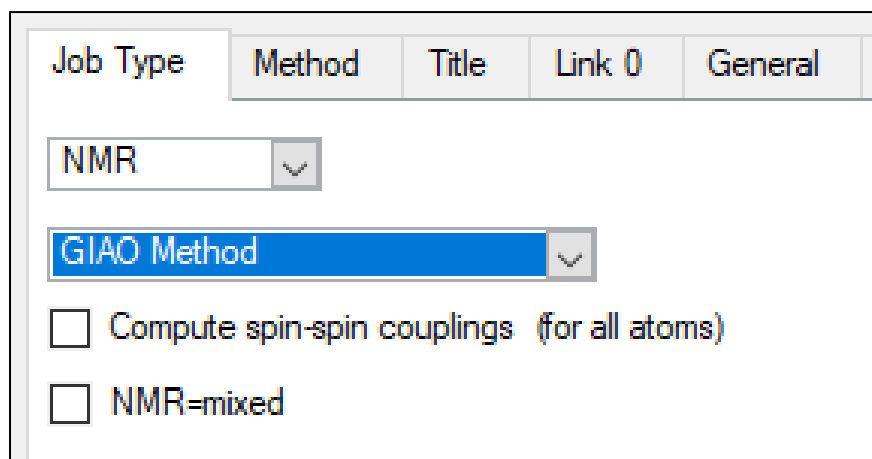 Job Type Method Title Link 0 General
NMR
GIAO Method
Compute spin-spin couplings (for all atoms)
NMR=mixed